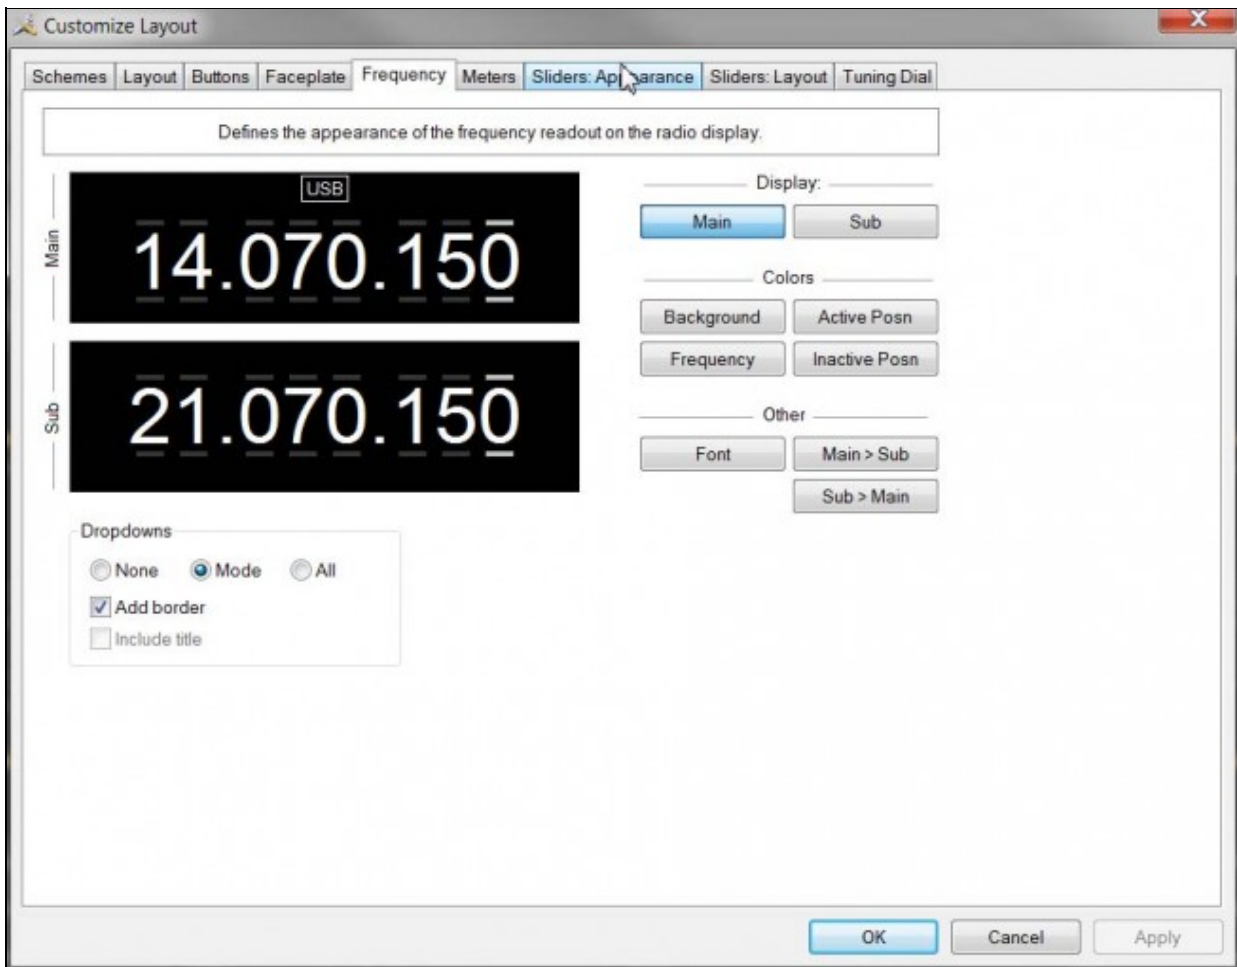 Customize Layout
Schemes Layout Buttons Faceplate Frequency Meters Sliders: Appearance Sliders: Layout Tuning Dial
Defines the appearance of the frequency readout on the radio display.
Main
USB
14.070.150
Sub
21.070.150
Display:
Main Sub
Colors
Background Active Posn
Frequency Inactive Posn
Other
Font Main > Sub
Sub > Main
Dropdowns
None Mode All
Add border
Include title
OK Cancel Apply